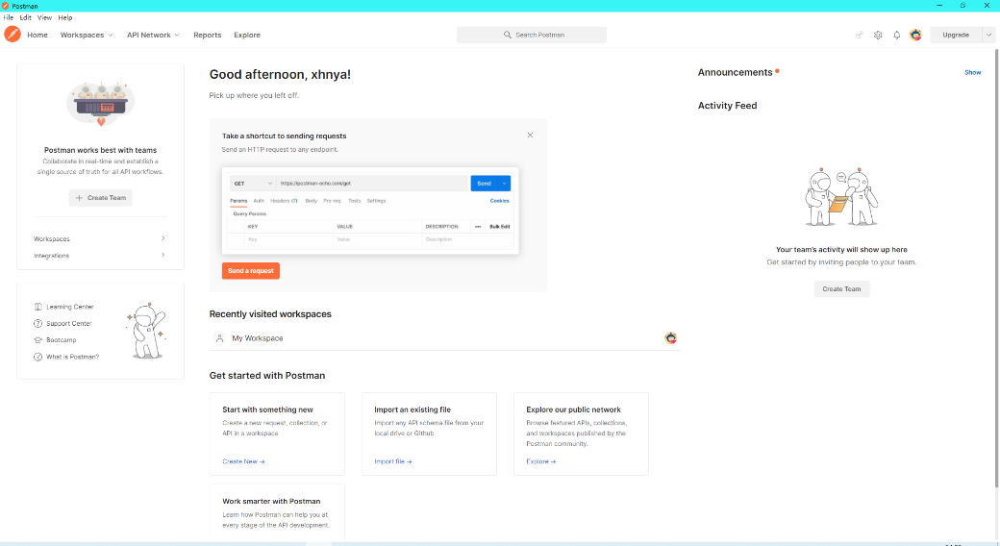 Postman
File Edit View Help
Home Workspaces API Network Reports Explore
Search Postman
Upgrade
Postman works best with teams
Collaborate in real-time and establish a
single source of truth for all API workflows.
+ Create Team
Workspaces
Integrations
Learning Center
Support Center
Bootcamp
What is Postman?
Good afternoon, xhnya!
Pick up where you left off.
Take a shortcut to sending requests
Send an HTTP request to any endpoint.
GET https://postman-echo.com/get Send
Params Auth Headers (7) Body Pre-req. Tests Settings Cookies
Query Params
KEY VALUE DESCRIPTION ••• Bulk Edit
Key Value Description
Send a request
Recently visited workspaces
My Workspace
Get started with Postman
Start with something new
Create a new request, collection, or
API in a workspace
Create New →
Import an existing file
Import any API schema file from your
local drive or Github
Import file →
Explore our public network
Browse featured APIs, collections,
and workspaces published by the
Postman community.
Explore →
Work smarter with Postman
Learn how Postman can help you at
every stage of the API development.
Announcements
Show
Activity Feed
Your team's activity will show up here
Get started by inviting people to your team.
Create Team